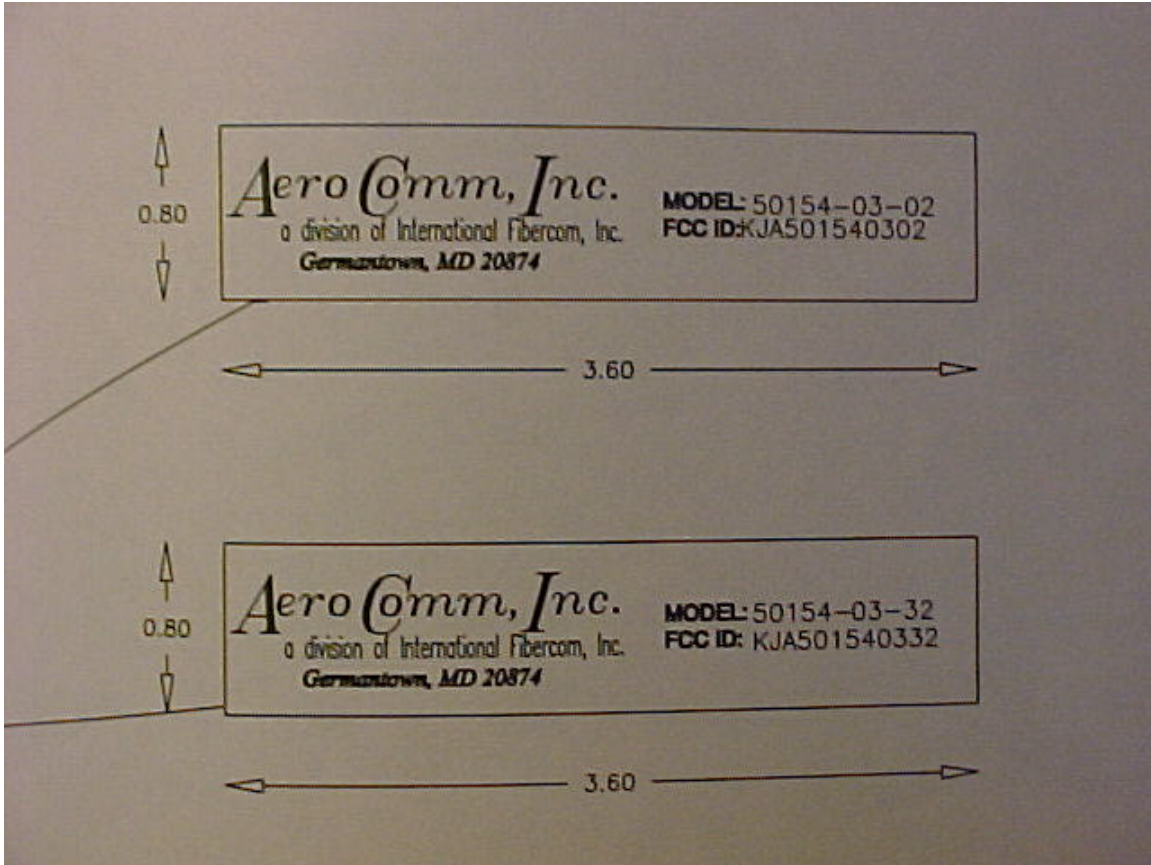 0.80
Aero Comm, Inc.
a division of International Fibercom, Inc.
Germantown, MD 20874
MODEL: 50154-03-02
FCC ID:KJA501540302
3.60
0.80
Aero Comm, Inc.
a division of International Fibercom, Inc.
Germantown, MD 20874
MODEL: 50154-03-32
FCC ID: KJA501540332
3.60